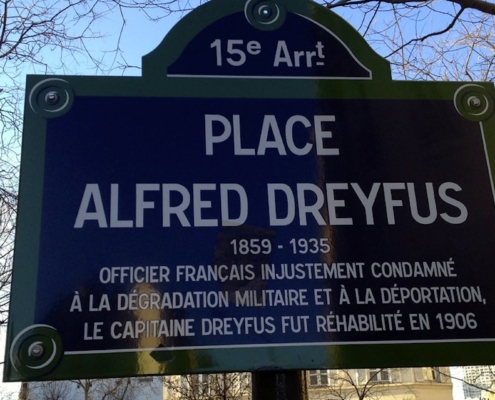 15e Arrt
PLACE
ALFRED DREYFUS
1859 - 1935
OFFICIER FRANÇAIS INJUSTEMENT CONDAMNÉ
À LA DÉGRADATION MILITAIRE ET À LA DÉPORTATION,
LE CAPITAINE DREYFUS FUT RÉHABILITÉ EN 1906